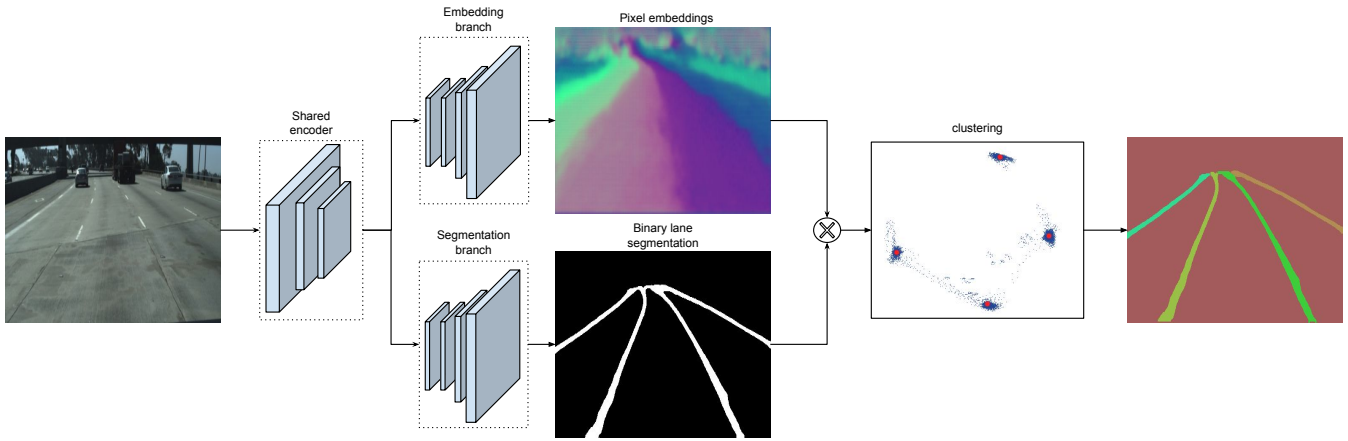 Embedding
branch
Pixel embeddings
Shared
encoder
clustering
Segmentation
branch
Binary lane
segmentation